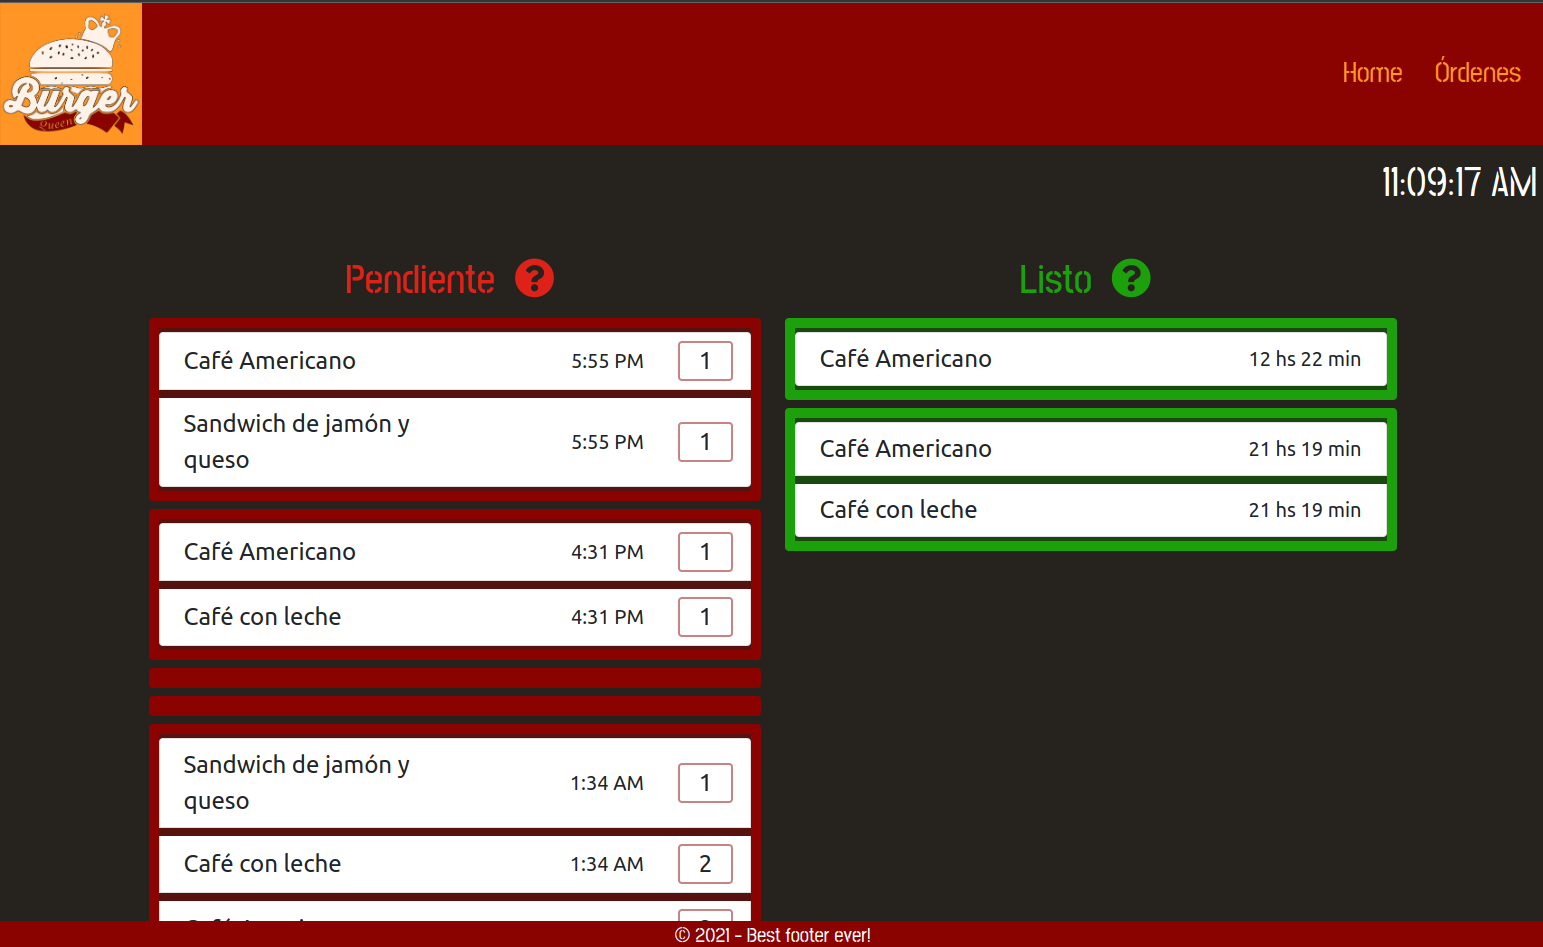 Burger
Queen
Home
Órdenes
11:09:17 AM
Pendiente ?
Café Americano 5:55 PM 1
Sandwich de jamón y
queso 5:55 PM 1
Café Americano 4:31 PM 1
Café con leche 4:31 PM 1
Sandwich de jamón y
queso 1:34 AM 1
Café con leche 1:34 AM 2
Listo ?
Café Americano 12 hs 22 min
Café Americano 21 hs 19 min
Café con leche 21 hs 19 min
© 2021 - Best footer ever!